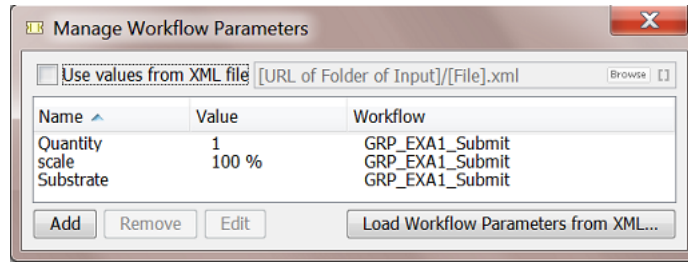 Manage Workflow Parameters
X
Use values from XML file [URL of Folder of Input]/[File].xml Browse []
Name Value Workflow
Quantity 1 GRP_EXA1_Submit
scale 100 % GRP_EXA1_Submit
Substrate GRP_EXA1_Submit
Add Remove Edit Load Workflow Parameters from XML...